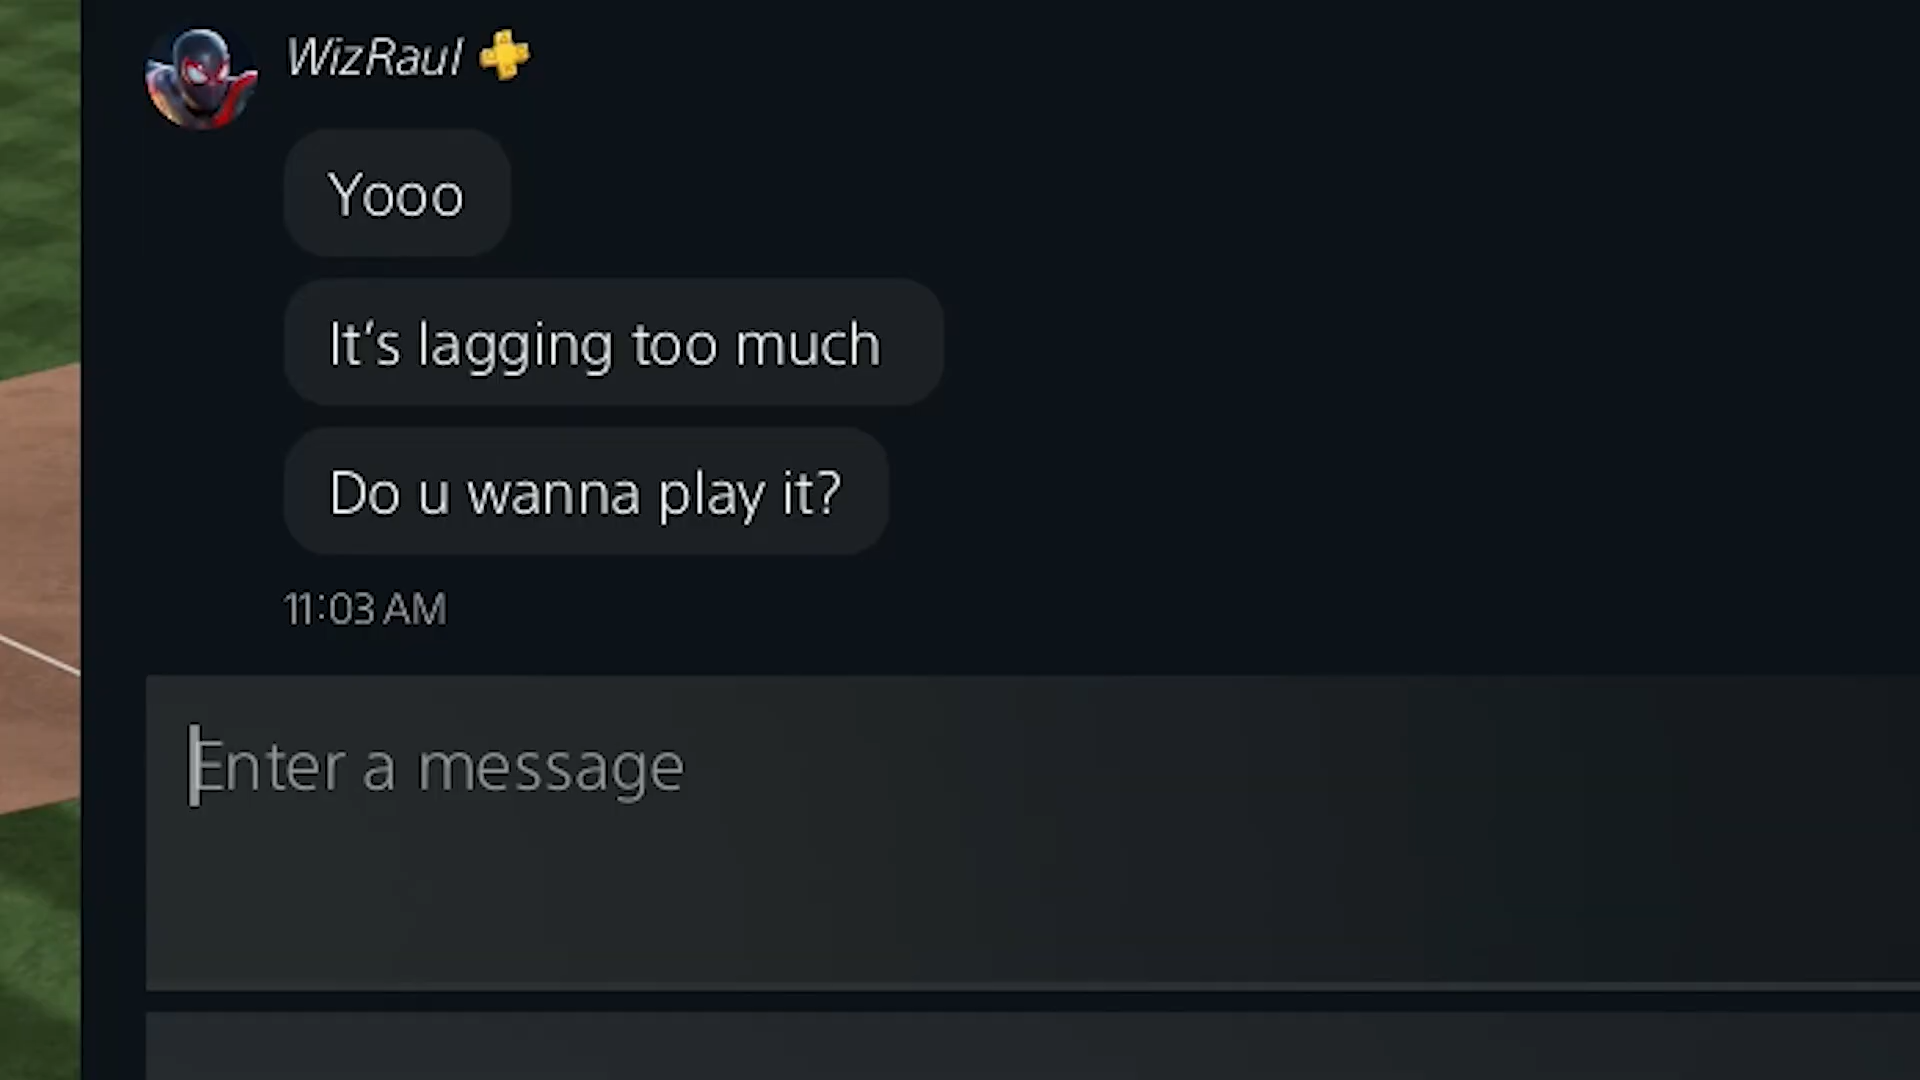 WizRaul
Yooo
It's lagging too much
Do u wanna play it?
11:03 AM
Enter a message